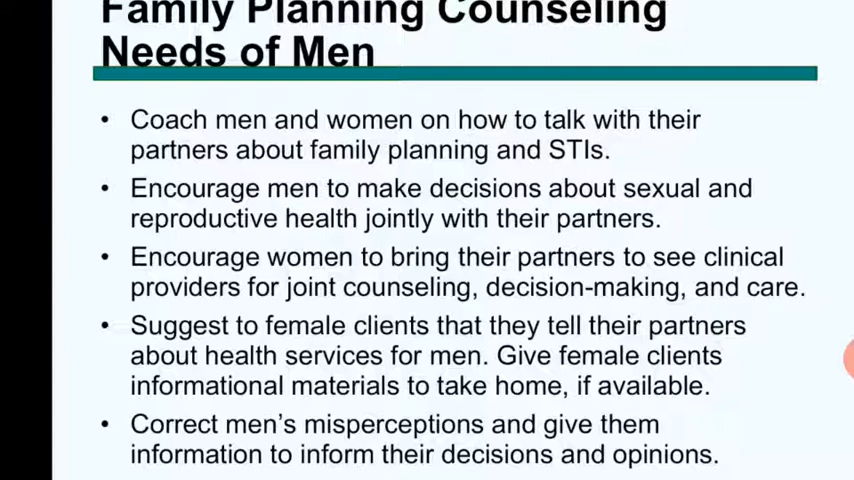 Family Planning Counseling
Needs of Men
• Coach men and women on how to talk with their
partners about family planning and STIs.
• Encourage men to make decisions about sexual and
reproductive health jointly with their partners.
• Encourage women to bring their partners to see clinical
providers for joint counseling, decision-making, and care.
• Suggest to female clients that they tell their partners
about health services for men. Give female clients
informational materials to take home, if available.
• Correct men’s misperceptions and give them
information to inform their decisions and opinions.